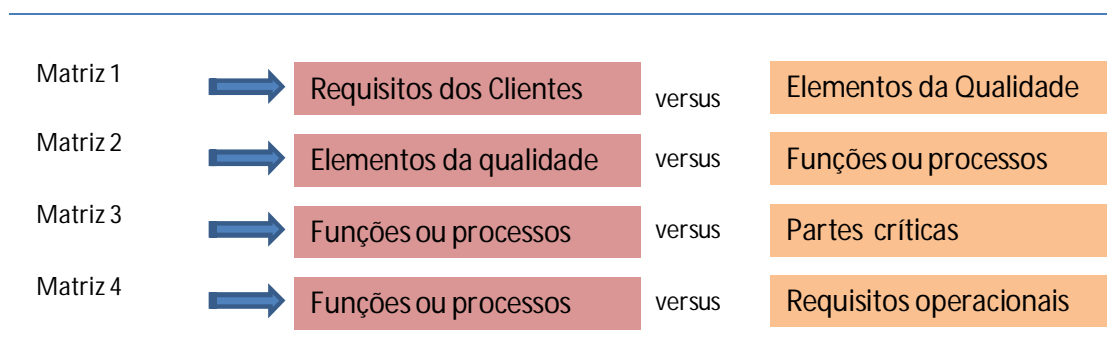 Matriz 1 Requisitos dos Clientes versus Elementos da Qualidade
Matriz 2 Elementos da qualidade versus Funções ou processos
Matriz 3 Funções ou processos versus Partes críticas
Matriz 4 Funções ou processos versus Requisitos operacionais